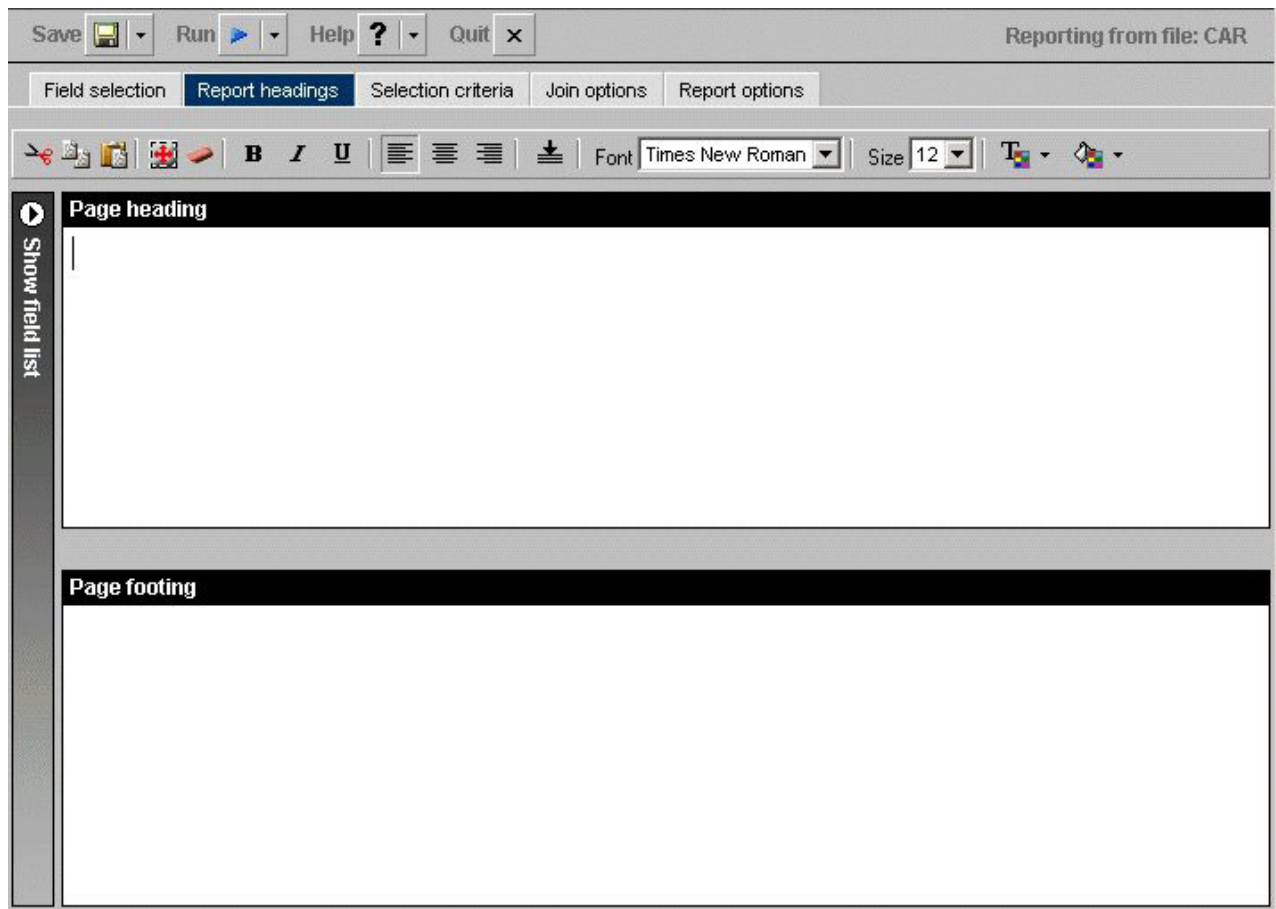 Save Run Help ? Quit x Reporting from file: CAR
Field selection Report headings Selection criteria Join options Report options
B I U Font Times New Roman Size 12 T
Page heading
Show field list
Page footing